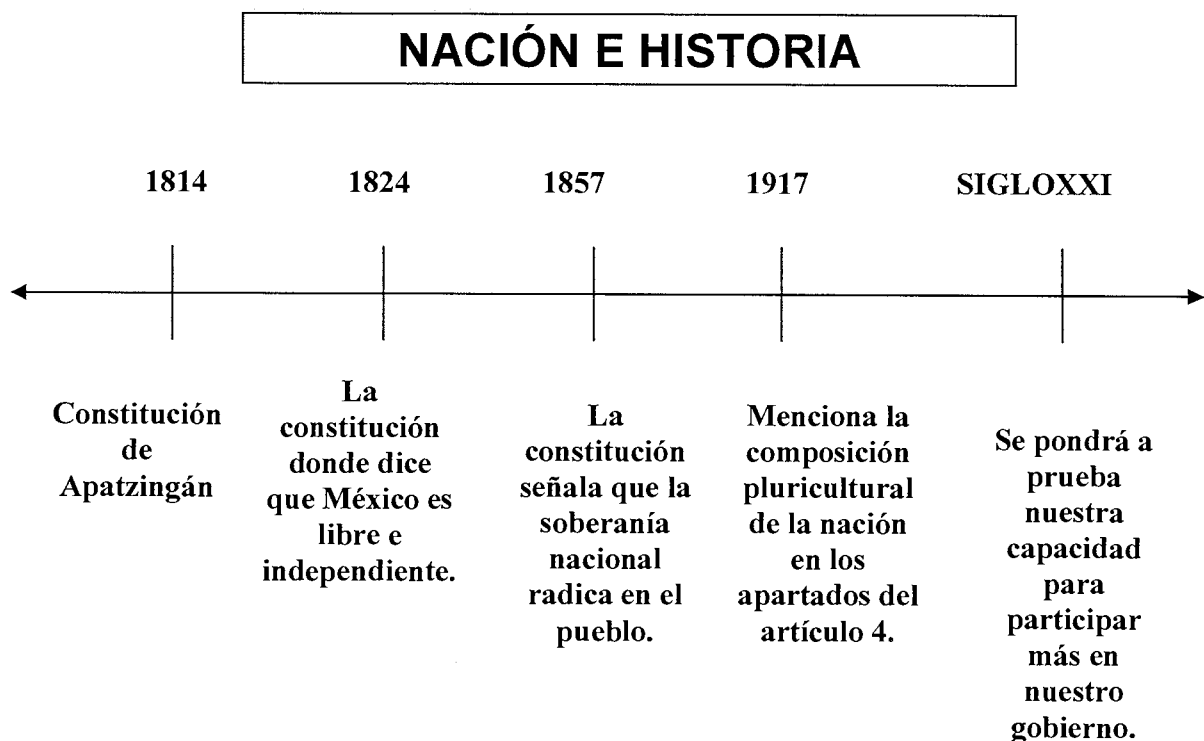 NACIÓN E HISTORIA
1814
1824
1857
1917
SIGLOXXI
Constitución
de
Apatzingán
La
constitución
donde dice
que México es
libre e
independiente.
La
constitución
señala que la
soberanía
nacional
radica en el
pueblo.
Menciona la
composición
pluricultural
de la nación
en los
apartados del
artículo 4.
Se pondrá a
prueba
nuestra
capacidad
para
participar
más en
nuestro
gobierno.